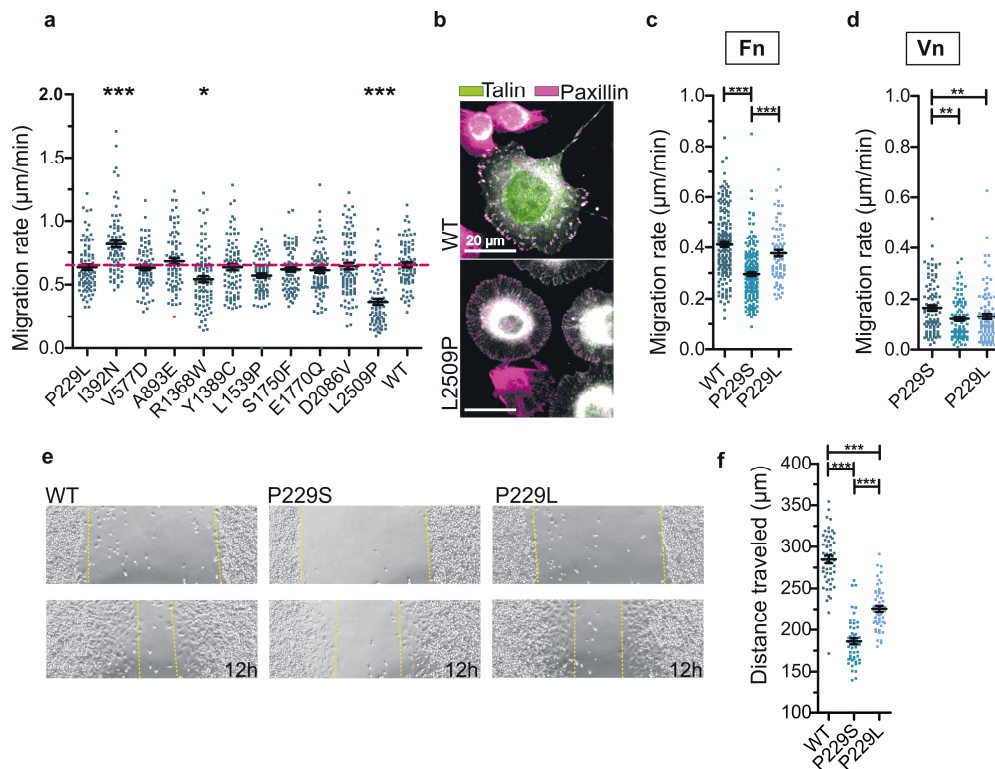 a
Migration rate (µm/min)
2.0
1.5
1.0
0.5
0.0
***
*
***
P229L
I392N
V577D
A893E
R1368W
Y1389C
L1539P
S1750F
E1770Q
D2086V
L2509P
WT
b
Talin Paxillin
WT
20 µm
L2509P
c
Fn
Migration rate (µm/min)
1.0
0.8
0.6
0.4
0.2
0.0
***
***
WT
P229S
P229L
d
Vn
Migration rate (µm/min)
1.0
0.8
0.6
0.4
0.2
0.0
**
**
P229S
P229S
P229L
e
WT
P229S
P229L
12h
12h
12h
f
Distance traveled (µm)
400
350
300
250
200
150
100
***
***
***
WT
P229S
P229L